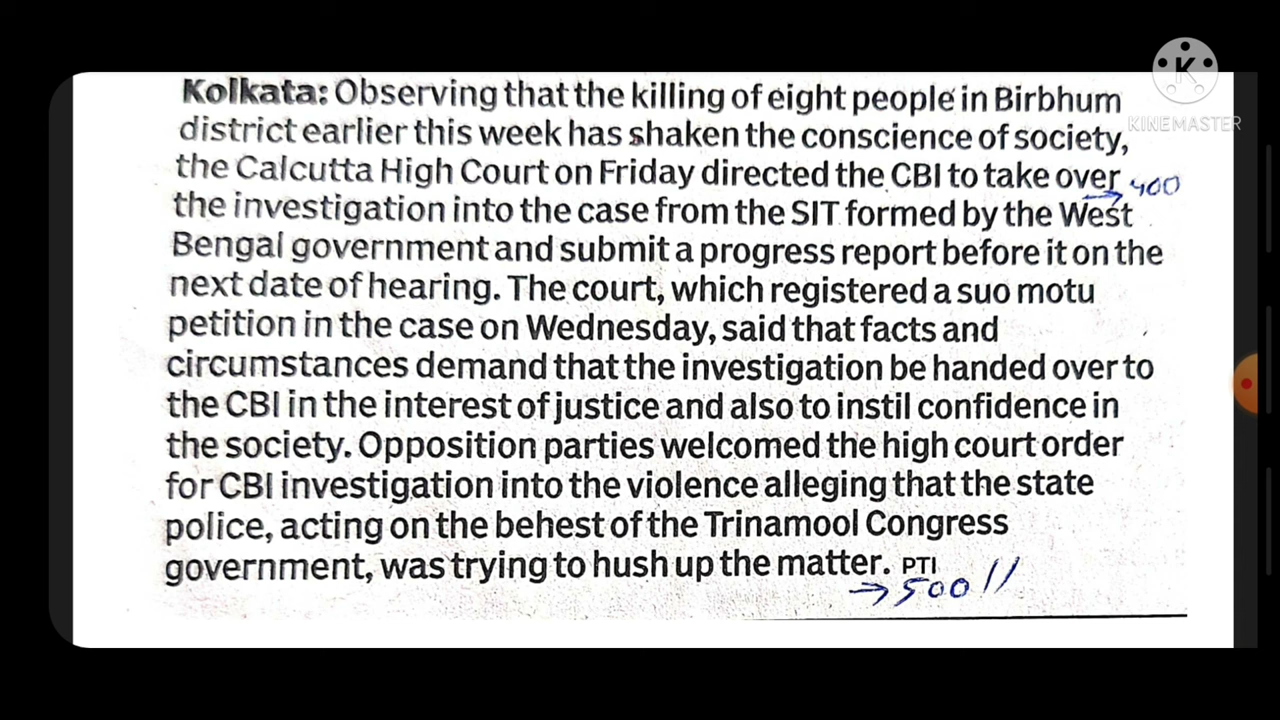 KINEMASTER
Kolkata: Observing that the killing of eight people in Birbhum
district earlier this week has shaken the conscience of society,
the Calcutta High Court on Friday directed the CBI to take over
→ 400
the investigation into the case from the SIT formed by the West
Bengal government and submit a progress report before it on the
next date of hearing. The court, which registered a suo motu
petition in the case on Wednesday, said that facts and
circumstances demand that the investigation be handed over to
the CBI in the interest of justice and also to instil confidence in
the society. Opposition parties welcomed the high court order
for CBI investigation into the violence alleging that the state
police, acting on the behest of the Trinamool Congress
government, was trying to hush up the matter. PTI
→ 500 //